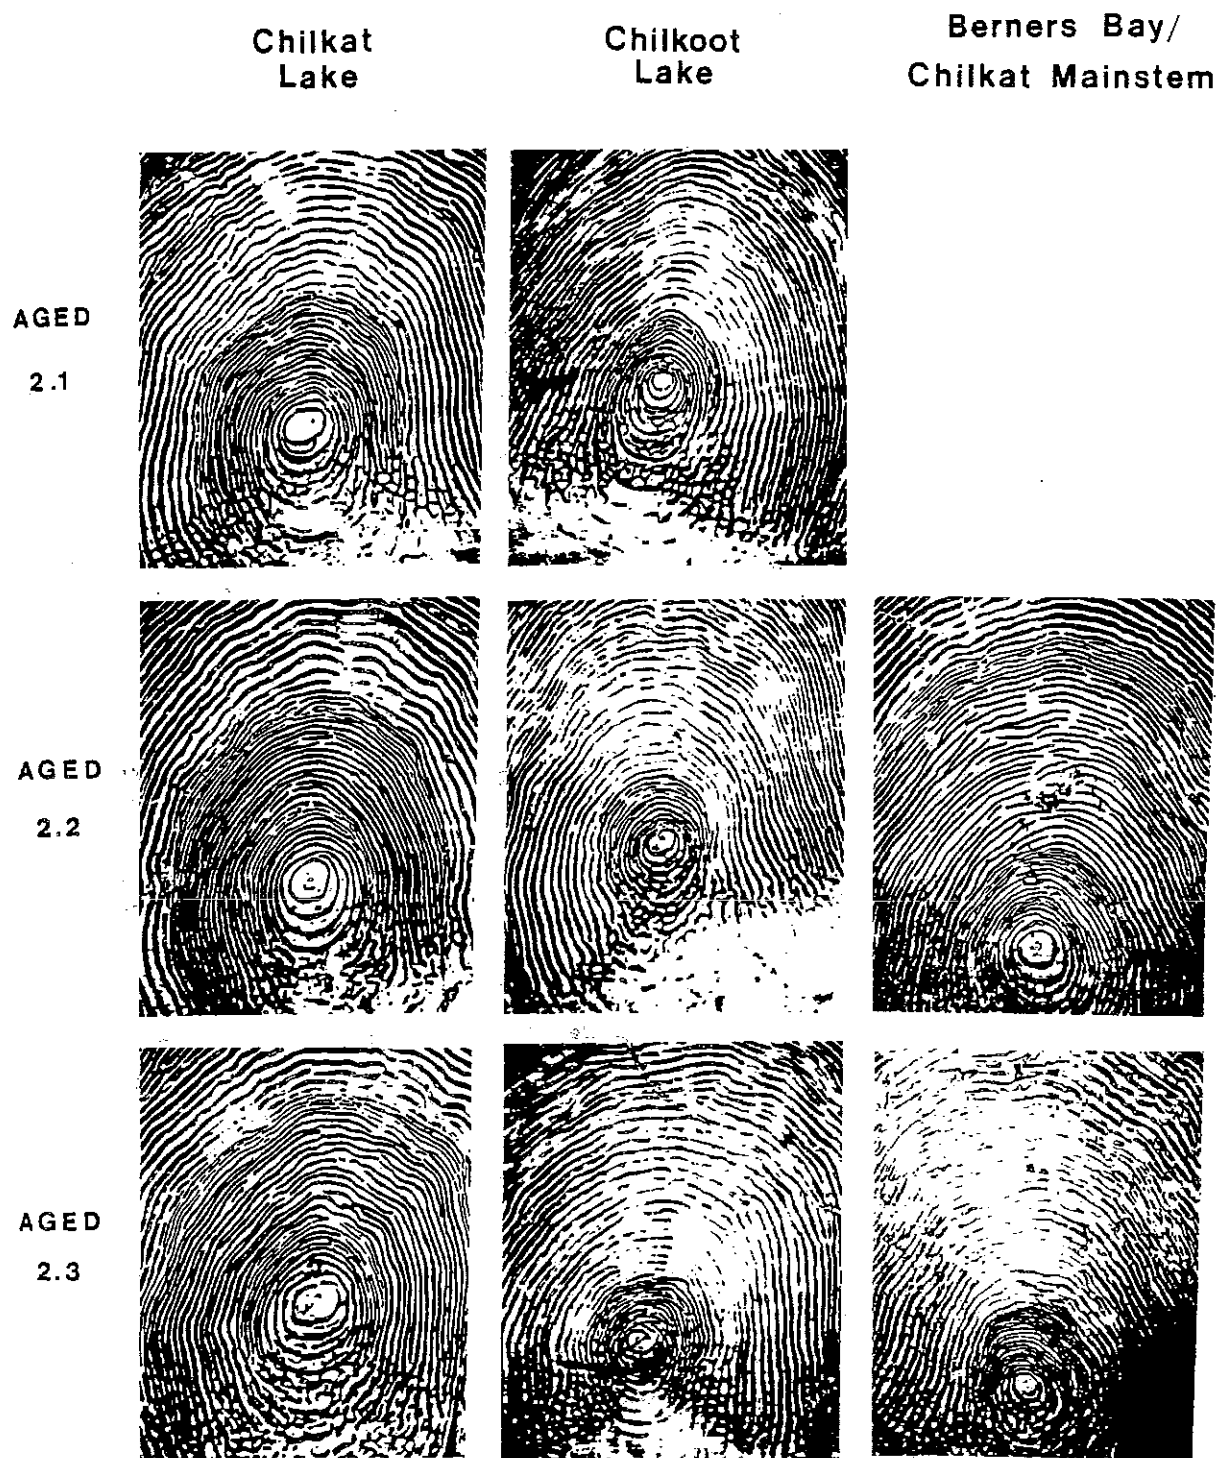 Chilkat
Lake
Chilkoot
Lake
Berners Bay/
Chilkat Mainstem
AGED
2.1
AGED
2.2
AGED
2.3